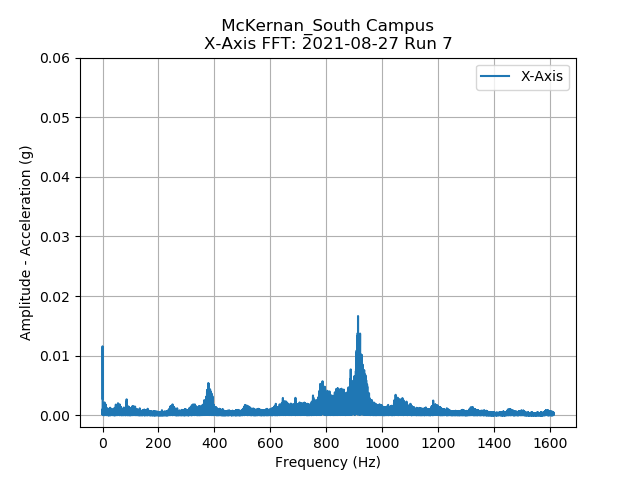 McKernan_South Campus
X-Axis FFT: 2021-08-27 Run 7
X-Axis
0.06
0.05
0.04
0.03
0.02
0.01
0.00
Amplitude - Acceleration (g)
0 200 400 600 800 1000 1200 1400 1600
Frequency (Hz)